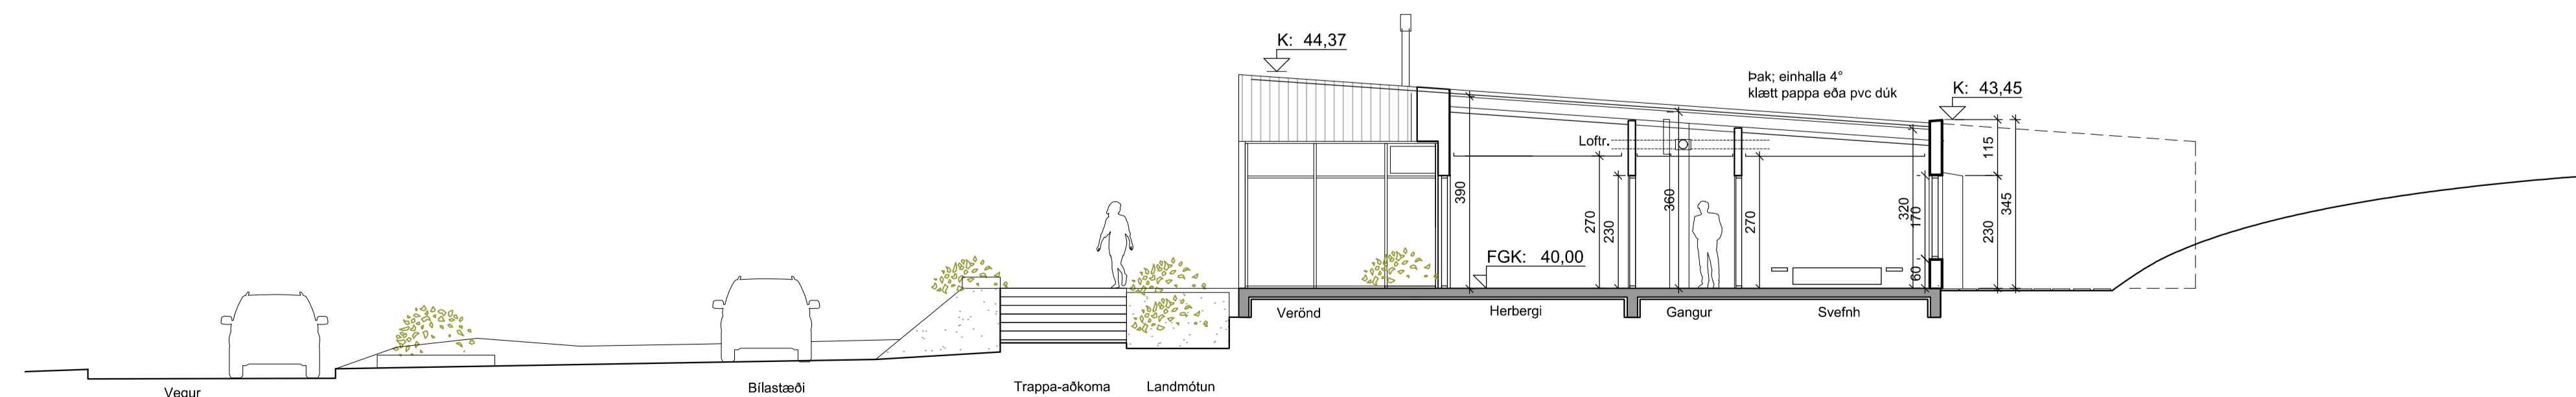 K: 44,37
Þak; einhalla 4°
klætt pappa eða pvc dúk
K: 43,45
Loftr.
115
390
270
230
360
270
320
170
60
230
345
FGK: 40,00
Verönd
Herbergi
Gangur
Svefnh
Vegur
Bílastæði
Trappa-aðkoma
Landmótun